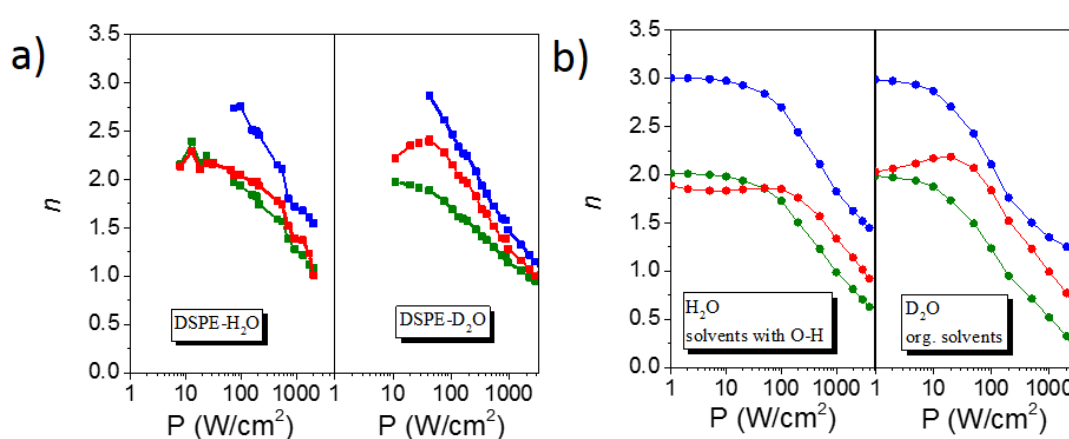 a)
n
3.5
3.0
2.5
2.0
1.5
1.0
0.5
0.0
DSPE-H₂O
DSPE-D₂O
1 10 100 1000 1 10 100 1000
P (W/cm²) P (W/cm²)
b)
n
3.5
3.0
2.5
2.0
1.5
1.0
0.5
0.0
H₂O
solvents with O-H
D₂O
org. solvents
1 10 100 1000 1 10 100 1000
P (W/cm²) P (W/cm²)